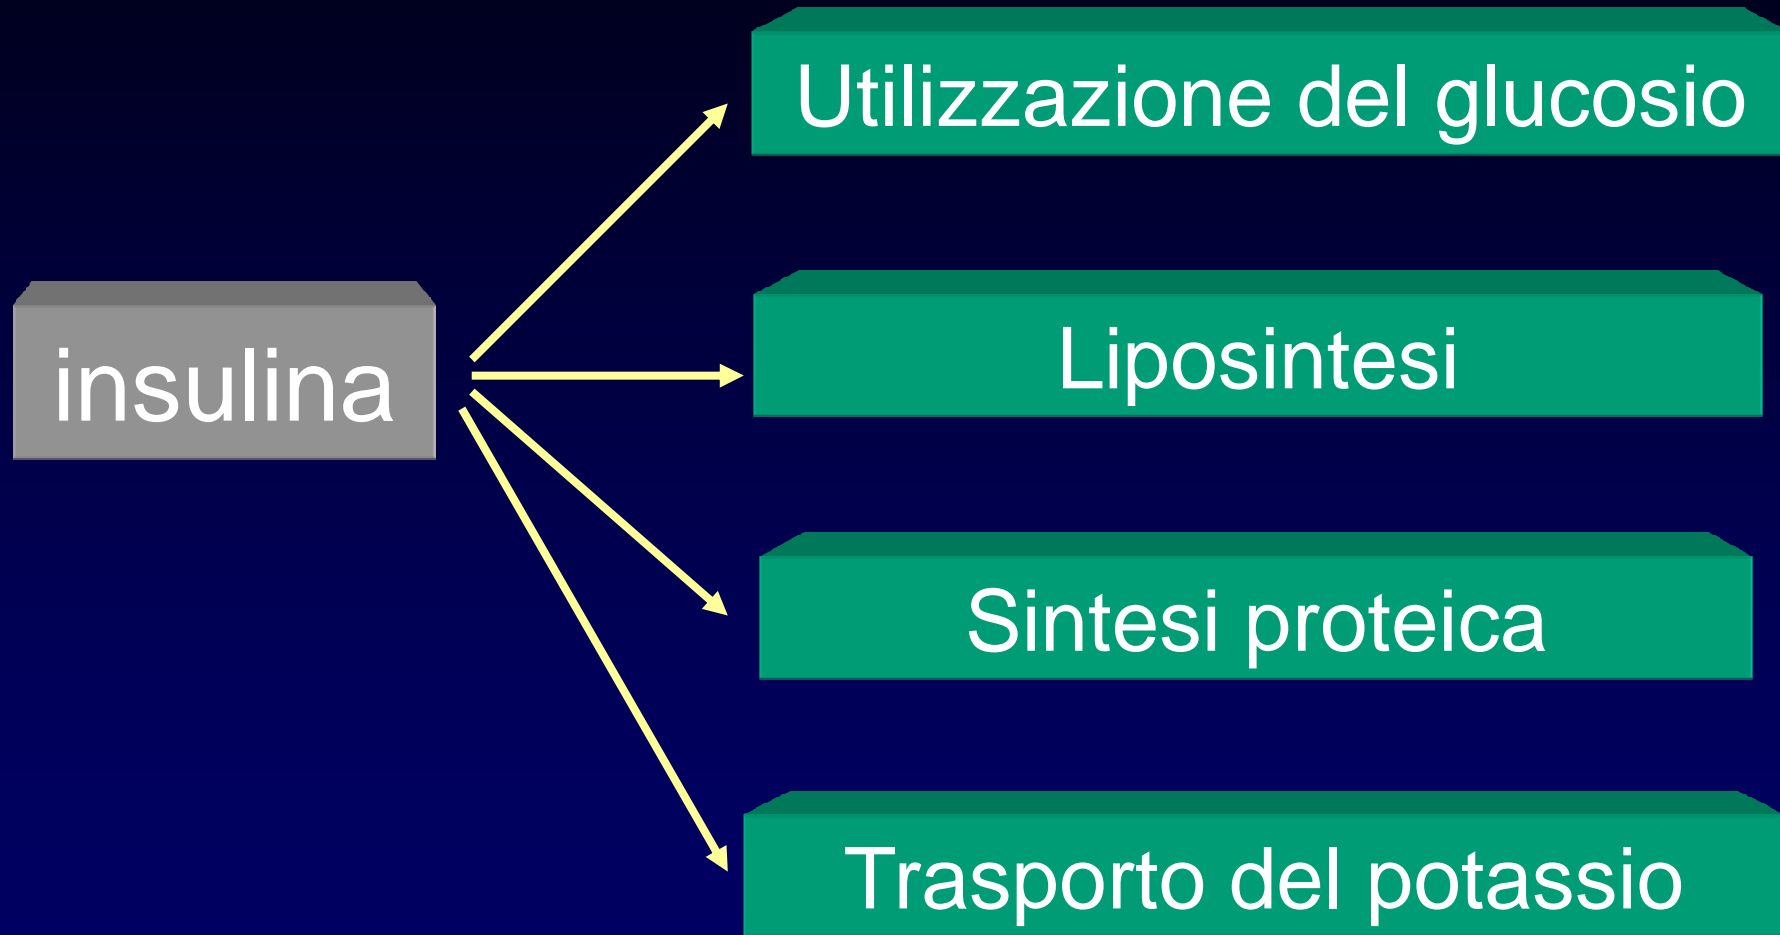 Utilizzazione del glucosio
insulina
Liposintesi
Sintesi proteica
Trasporto del potassio